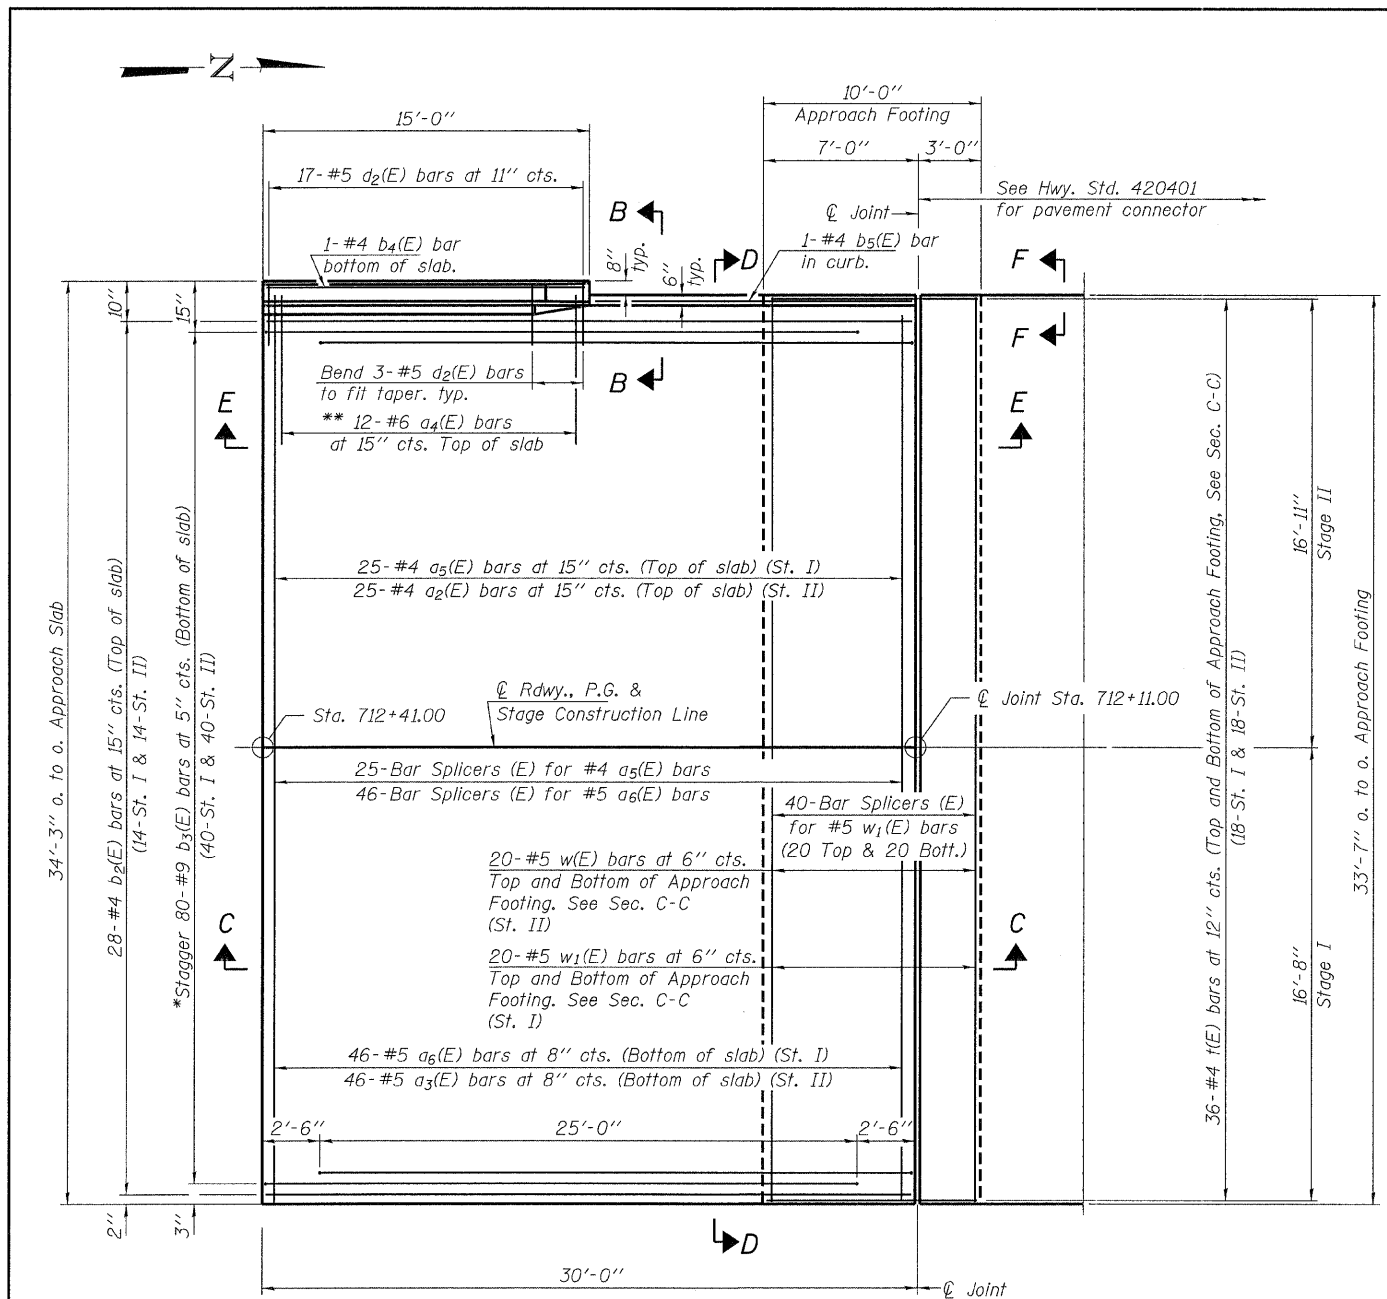 N
10'-0"
Approach Footing
15'-0"
7'-0"
3'-0"
17-#5 d2(E) bars at 11" cts.
See Hwy. Std. 420401
for pavement connector
B
℄ Joint
1-#4 b4(E) bar
bottom of slab.
8"
typ.
6"
typ.
D
1-#4 b5(E) bar
in curb.
F
F
10"
15"
Bend 3-#5 d2(E) bars
to fit taper. typ.
B
E
E
** 12-#6 a4(E) bars
at 15" cts. Top of slab
16'-11"
Stage II
25-#4 a5(E) bars at 15" cts. (Top of slab) (St. I)
25-#4 a2(E) bars at 15" cts. (Top of slab) (St. II)
34'-3" o. to o. Approach Slab
28-#4 b2(E) bars at 15" cts. (Top of slab)
(14-St. I & 14-St. II)
*Stagger 80-#9 b3(E) bars at 5" cts. (Bottom of slab)
(40-St. I & 40-St. II)
36-#4 t(E) bars at 12" cts. (Top and Bottom of Approach Footing, See Sec. C-C)
(18-St. I & 18-St. II)
33'-7" o. to o. Approach Footing
℄ Rdwy., P.G. &
Stage Construction Line
Sta. 712+41.00
℄ Joint Sta. 712+11.00
25-Bar Splicers (E) for #4 a5(E) bars
46-Bar Splicers (E) for #5 a6(E) bars
40-Bar Splicers (E)
for #5 w1(E) bars
(20 Top & 20 Bott.)
20-#5 w(E) bars at 6" cts.
Top and Bottom of Approach
Footing. See Sec. C-C
(St. II)
C
C
20-#5 w1(E) bars at 6" cts.
Top and Bottom of Approach
Footing. See Sec. C-C
(St. I)
16'-8"
Stage I
46-#5 a6(E) bars at 8" cts. (Bottom of slab) (St. I)
46-#5 a3(E) bars at 8" cts. (Bottom of slab) (St. II)
2'-6"
25'-0"
2'-6"
2"
3"
D
30'-0"
℄ Joint